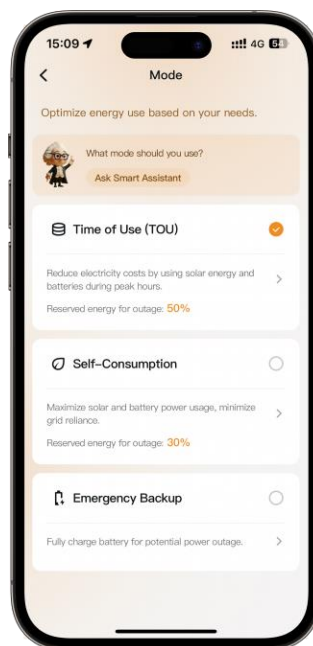 15:09 4G
Mode
Optimize energy use based on your needs.
What mode should you use?
Ask Smart Assistant
Time of Use (TOU)
Reduce electricity costs by using solar energy and
batteries during peak hours.
Reserved energy for outage: 50%
Self-Consumption
Maximize solar and battery power usage, minimize
grid reliance.
Reserved energy for outage: 30%
Emergency Backup
Fully charge battery for potential power outage.